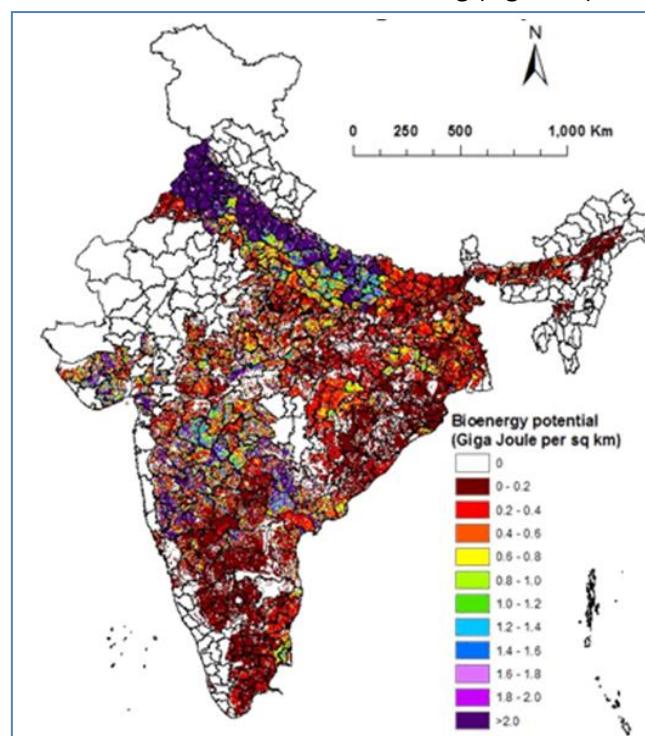 N
0 250 500 1,000 Km
Bioenergy potential
(Giga Joule per sq km)
0
0 - 0.2
0.2 - 0.4
0.4 - 0.6
0.6 - 0.8
0.8 - 1.0
1.0 - 1.2
1.2 - 1.4
1.4 - 1.6
1.6 - 1.8
1.8 - 2.0
>2.0